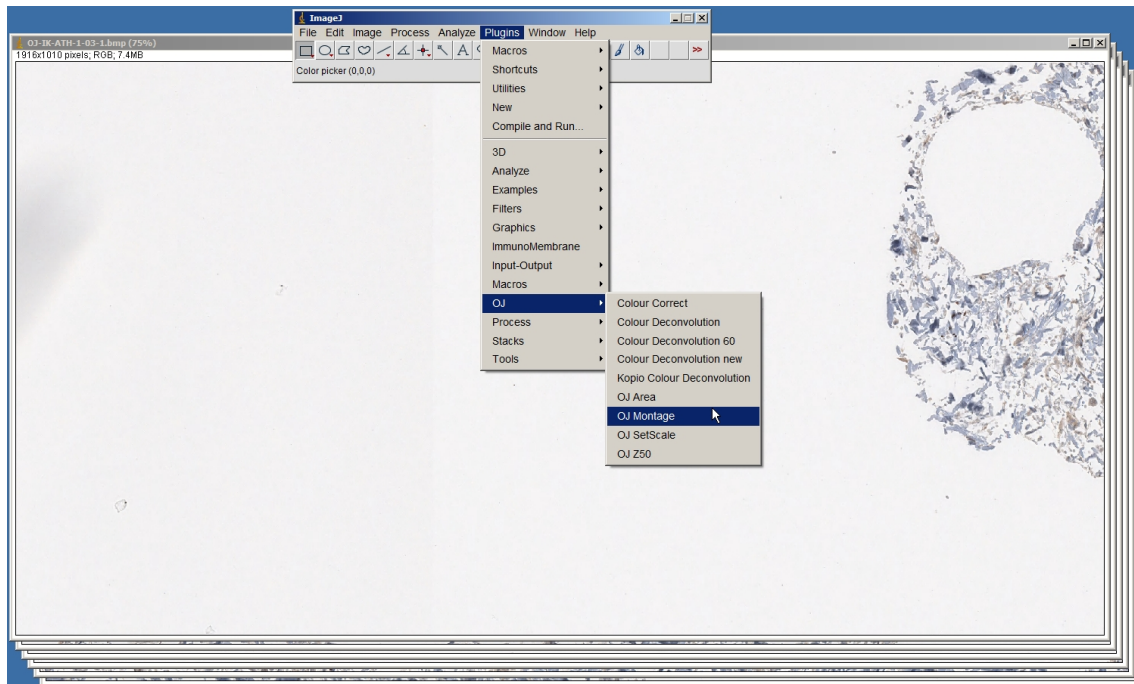 ImageJ
File Edit Image Process Analyze Plugins Window Help
OJ-IK-ATH-1-03-1.bmp (75%)
1916x1010 pixels; RGB; 7.4MB
A
>>
Color picker (0,0,0)
Macros
Shortcuts
Utilities
New
Compile and Run...
3D
Analyze
Examples
Filters
Graphics
ImmunoMembrane
Input-Output
Macros
OJ
Process
Stacks
Tools
Colour Correct
Colour Deconvolution
Colour Deconvolution 60
Colour Deconvolution new
Kopio Colour Deconvolution
OJ Area
OJ Montage
OJ SetScale
OJ Z50